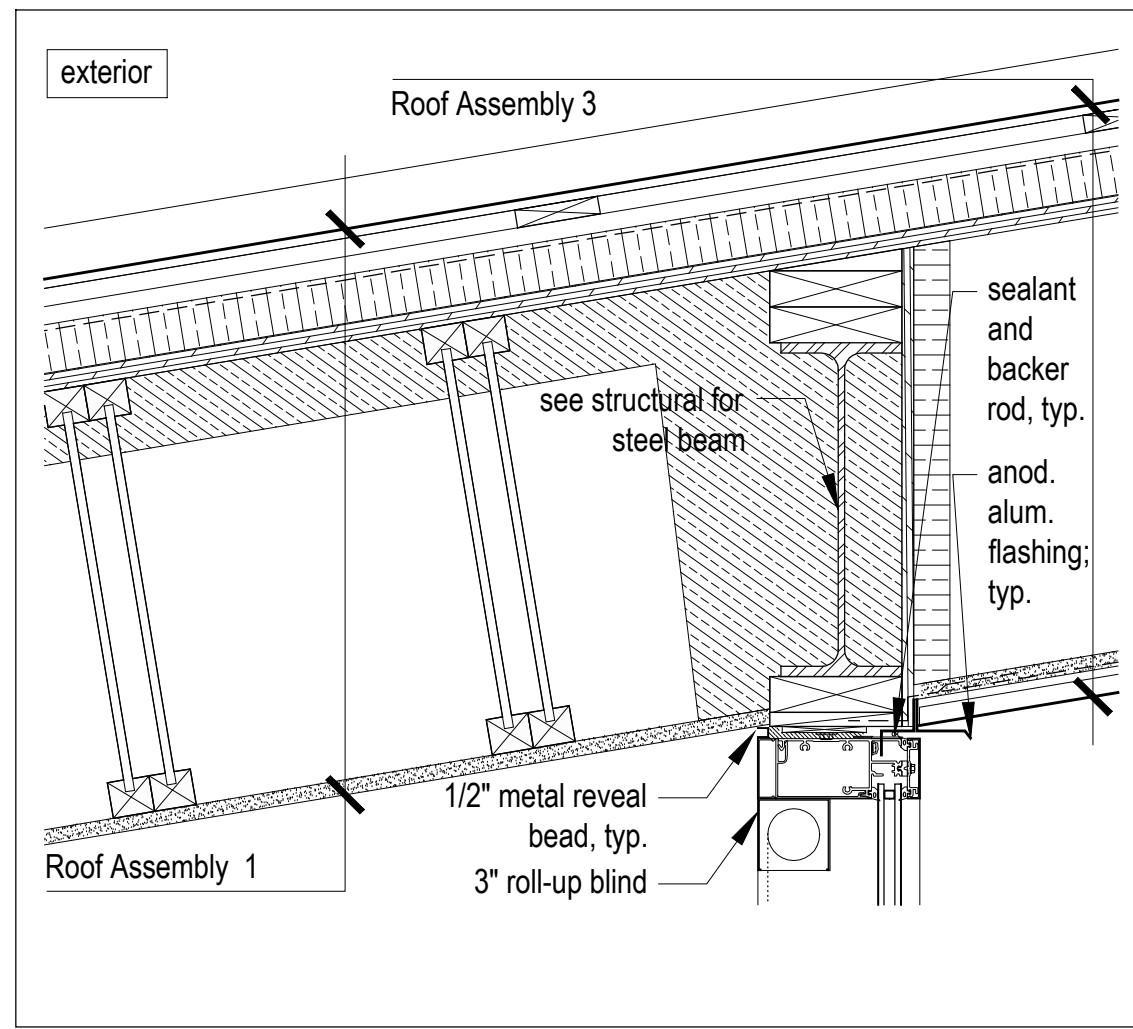 exterior
Roof Assembly 3
sealant
and
backer
rod, typ.
see structural for
steel beam
anod.
alum.
flashing;
typ.
1/2" metal reveal
bead, typ.
3" roll-up blind
Roof Assembly 1